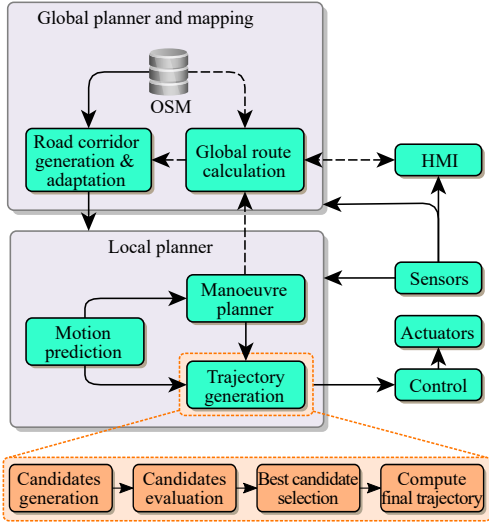 Global planner and mapping
OSM
Road corridor
generation &
adaptation
Global route
calculation
HMI
Local planner
Manoeuvre
planner
Sensors
Motion
prediction
Actuators
Trajectory
generation
Control
Candidates
generation
Candidates
evaluation
Best candidate
selection
Compute
final trajectory